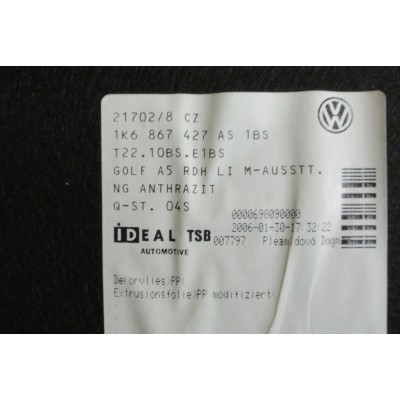 21702/8 CZ
1K6 867 427 AS 1BS
T22.10BS.E1BS
GOLF A5 RDH LI M-AUSSTT.
NG ANTHRAZIT
Q-ST. 04S
0000698090000
2006-01-30-17:32:22
IDEAL TSB 007797
AUTOMOTIVE
Dekorvlies>PP<
Extrusionsfolie>PP modifiziert<